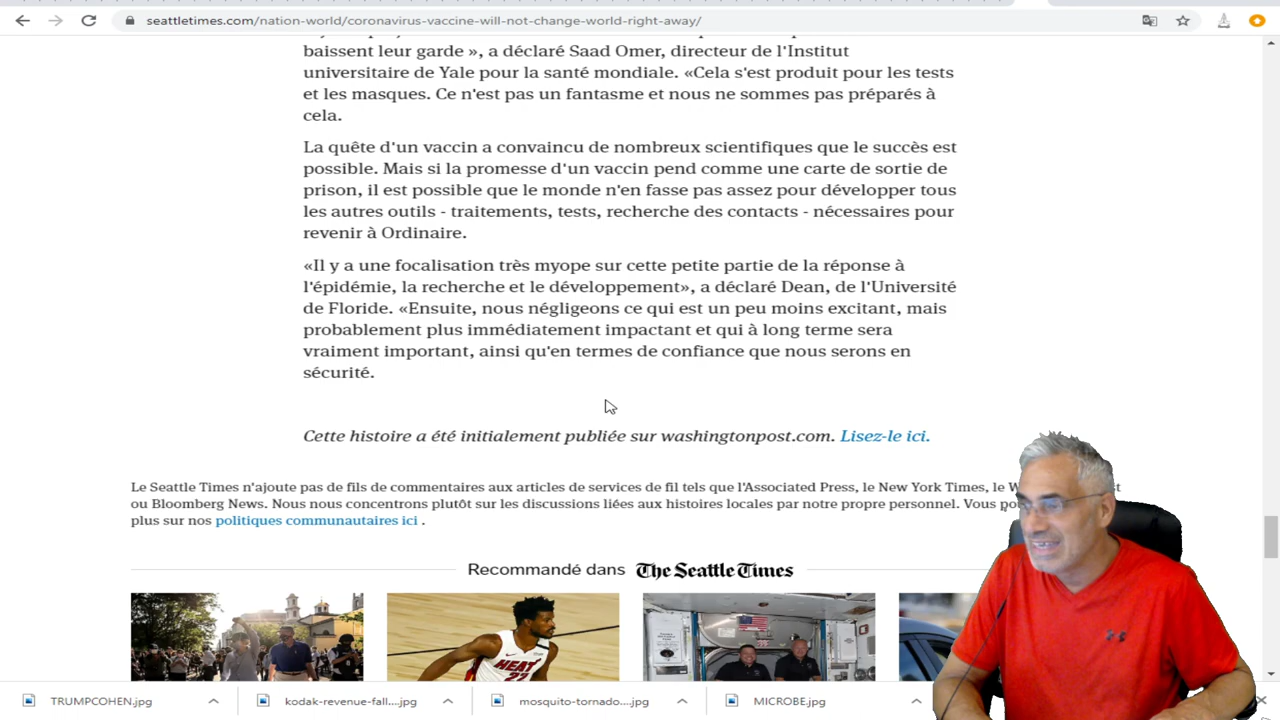 seattletimes.com/nation-world/coronavirus-vaccine-will-not-change-world-right-away/
baissent leur garde », a déclaré Saad Omer, directeur de l'Institut
universitaire de Yale pour la santé mondiale. «Cela s'est produit pour les tests
et les masques. Ce n'est pas un fantasme et nous ne sommes pas préparés à
cela.
La quête d'un vaccin a convaincu de nombreux scientifiques que le succès est
possible. Mais si la promesse d'un vaccin pend comme une carte de sortie de
prison, il est possible que le monde n'en fasse pas assez pour développer tous
les autres outils - traitements, tests, recherche des contacts - nécessaires pour
revenir à Ordinaire.
«Il y a une focalisation très myope sur cette petite partie de la réponse à
l'épidémie, la recherche et le développement», a déclaré Dean, de l'Université
de Floride. «Ensuite, nous négligeons ce qui est un peu moins excitant, mais
probablement plus immédiatement impactant et qui à long terme sera
vraiment important, ainsi qu'en termes de confiance que nous serons en
sécurité.
Cette histoire a été initialement publiée sur washingtonpost.com. Lisez-le ici.
Le Seattle Times n'ajoute pas de fils de commentaires aux articles de services de fil tels que l'Associated Press, le New York Times, le
ou Bloomberg News. Nous nous concentrons plutôt sur les discussions liées aux histoires locales par notre propre personnel. Vous
plus sur nos politiques communautaires ici .
Recommandé dans The Seattle Times
HEAT
TRUMPCOHEN.jpg
kodak-revenue-fall....jpg
mosquito-tornado....jpg
MICROBE.jpg